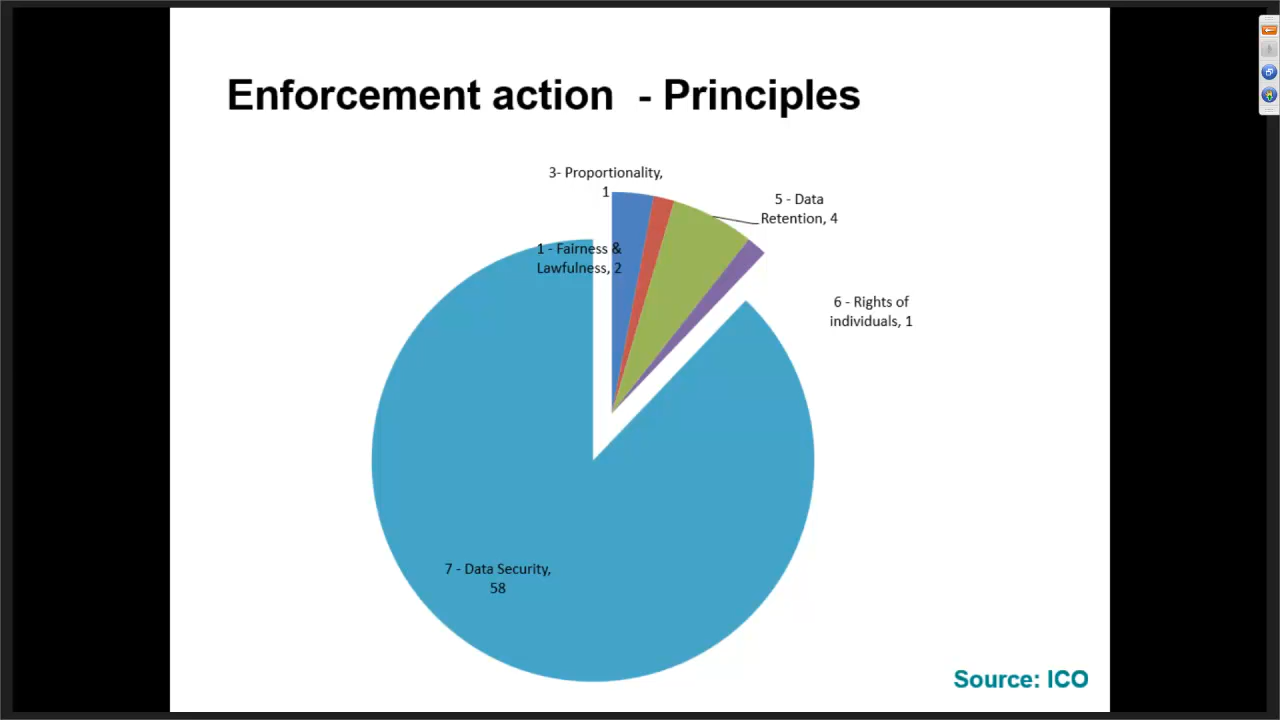 Enforcement action - Principles
3- Proportionality,
1
5 - Data
Retention, 4
1 - Fairness &
Lawfulness, 2
6 - Rights of
individuals, 1
7 - Data Security,
58
Source: ICO